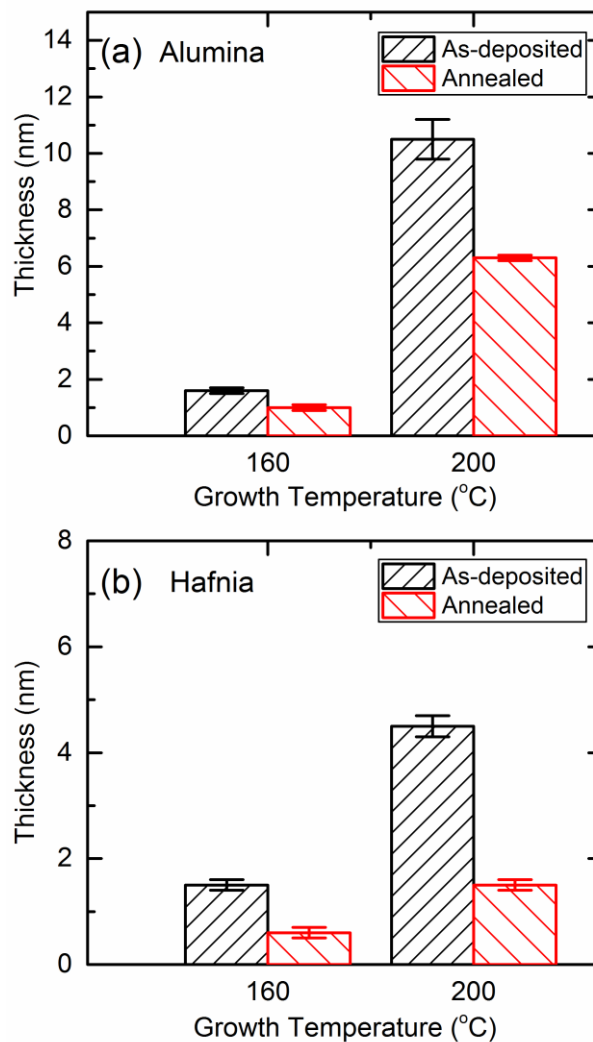 (a) Alumina
As-deposited
Annealed
14
12
10
8
6
4
2
0
Thickness (nm)
160
200
Growth Temperature (°C)
(b) Hafnia
As-deposited
Annealed
8
6
4
2
0
Thickness (nm)
160
200
Growth Temperature (°C)